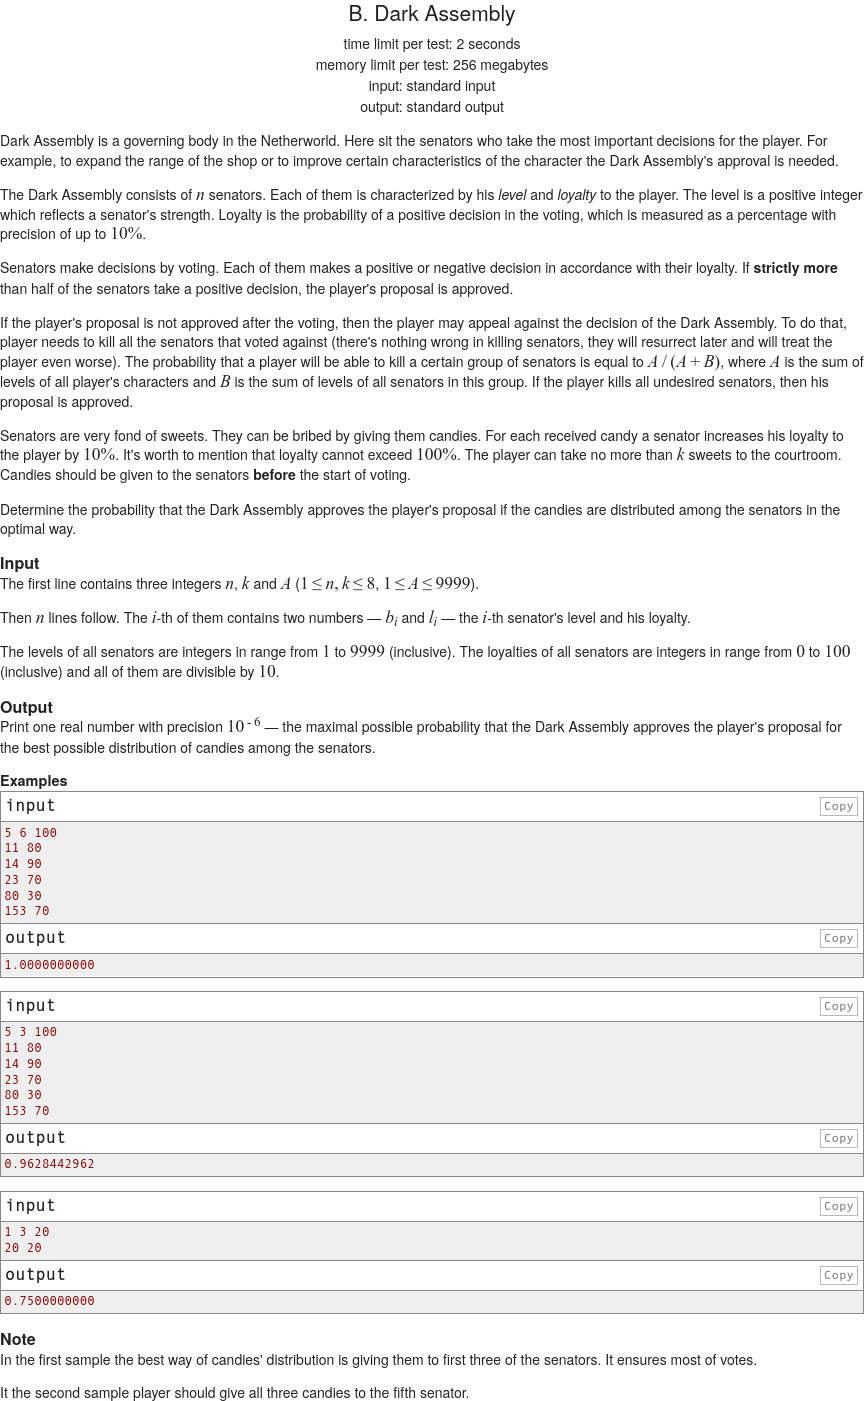 B. Dark Assembly
time limit per test: 2 seconds
memory limit per test: 256 megabytes
input: standard input
output: standard output
Dark Assembly is a governing body in the Netherworld. Here sit the senators who take the most important decisions for the player. For
example, to expand the range of the shop or to improve certain characteristics of the character the Dark Assembly's approval is needed.
The Dark Assembly consists of n senators. Each of them is characterized by his level and loyalty to the player. The level is a positive integer
which reflects a senator's strength. Loyalty is the probability of a positive decision in the voting, which is measured as a percentage with
precision of up to 10%.
Senators make decisions by voting. Each of them makes a positive or negative decision in accordance with their loyalty. If strictly more
than half of the senators take a positive decision, the player's proposal is approved.
If the player's proposal is not approved after the voting, then the player may appeal against the decision of the Dark Assembly. To do that,
player needs to kill all the senators that voted against (there's nothing wrong in killing senators, they will resurrect later and will treat the
player even worse). The probability that a player will be able to kill a certain group of senators is equal to A / (A + B), where A is the sum of
levels of all player's characters and B is the sum of levels of all senators in this group. If the player kills all undesired senators, then his
proposal is approved.
Senators are very fond of sweets. They can be bribed by giving them candies. For each received candy a senator increases his loyalty to
the player by 10%. It's worth to mention that loyalty cannot exceed 100%. The player can take no more than k sweets to the courtroom.
Candies should be given to the senators before the start of voting.
Determine the probability that the Dark Assembly approves the player's proposal if the candies are distributed among the senators in the
optimal way.
Input
The first line contains three integers n, k and A (1 ≤ n, k ≤ 8, 1 ≤ A ≤ 9999).
Then n lines follow. The i-th of them contains two numbers — b_i and l_i — the i-th senator's level and his loyalty.
The levels of all senators are integers in range from 1 to 9999 (inclusive). The loyalties of all senators are integers in range from 0 to 100
(inclusive) and all of them are divisible by 10.
Output
Print one real number with precision 10^-6 — the maximal possible probability that the Dark Assembly approves the player's proposal for
the best possible distribution of candies among the senators.
Examples
input Copy
5 6 100
11 80
14 90
23 70
80 30
153 70
output Copy
1.0000000000
input Copy
5 3 100
11 80
14 90
23 70
80 30
153 70
output Copy
0.9628442962
input Copy
1 3 20
20 20
output Copy
0.7500000000
Note
In the first sample the best way of candies' distribution is giving them to first three of the senators. It ensures most of votes.
It the second sample player should give all three candies to the fifth senator.